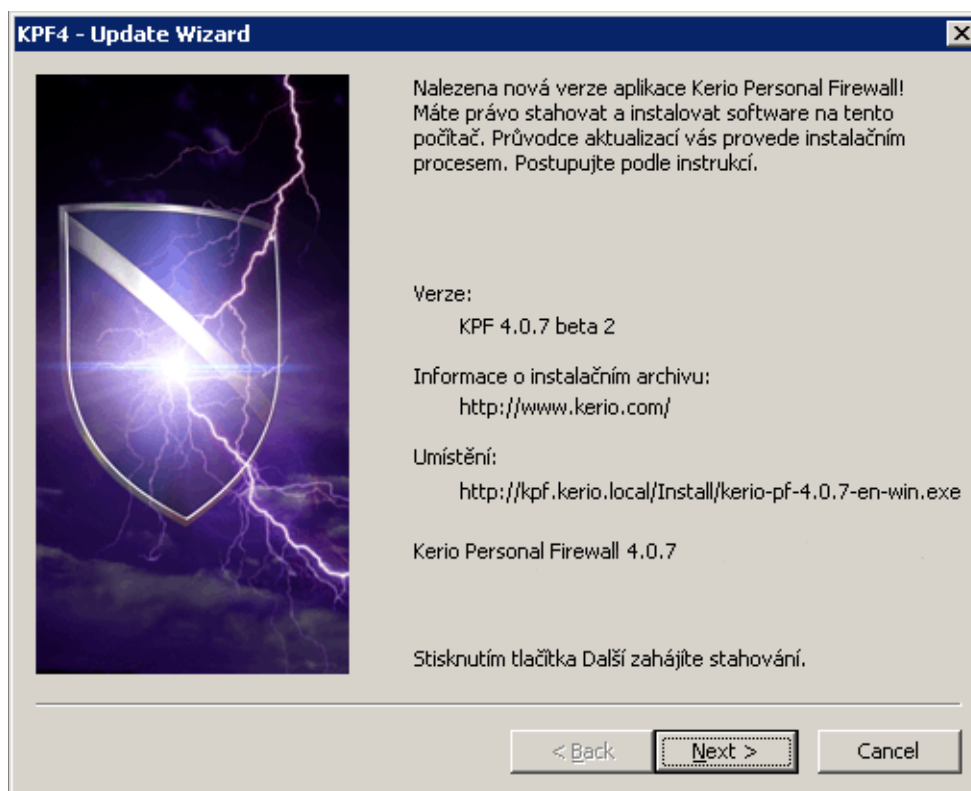 KPF4 - Update Wizard
Nalezena nová verze aplikace Kerio Personal Firewall!
Máte právo stahovat a instalovat software na tento
počítač. Průvodce aktualizací vás provede instalačním
procesem. Postupujte podle instrukcí.
Verze:
KPF 4.0.7 beta 2
Informace o instalačním archivu:
http://www.kerio.com/
Umístění:
http://kpf.kerio.local/Install/kerio-pf-4.0.7-en-win.exe
Kerio Personal Firewall 4.0.7
Stisknutím tlačítka Další zahájíte stahování.
< Back
Next >
Cancel